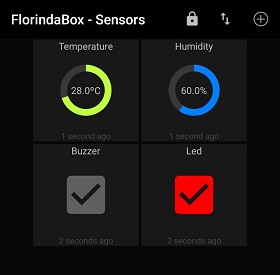 FlorindaBox - Sensors
Temperature
Humidity
28.0ºC
60.0%
1 second ago
1 second ago
Buzzer
Led
2 seconds ago
2 seconds ago